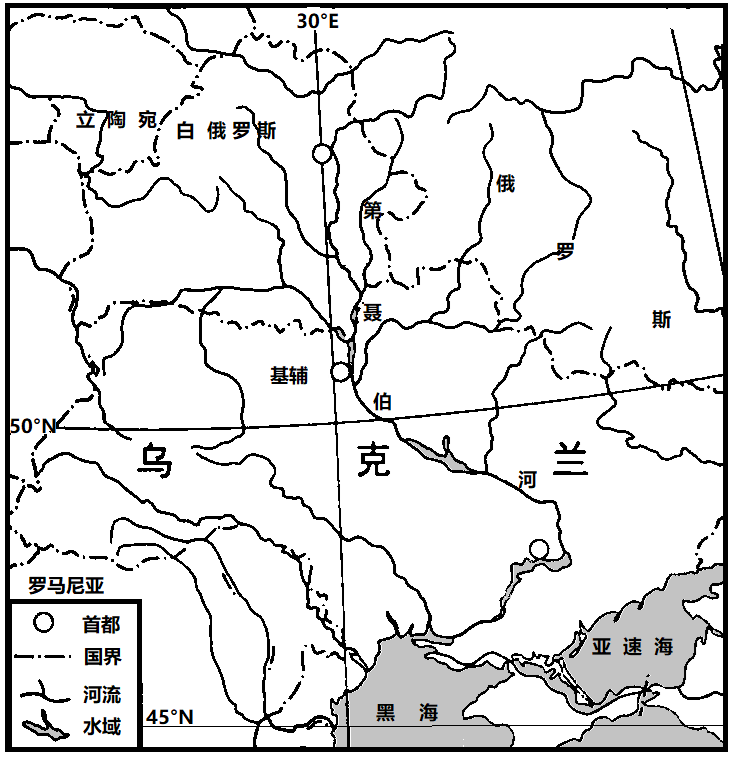 30°E
立陶宛
白俄罗斯
俄
罗
斯
第
聂
伯
河
基辅
50°N
乌克兰
罗马尼亚
首都
国界
河流
水域
亚速海
黑海
45°N